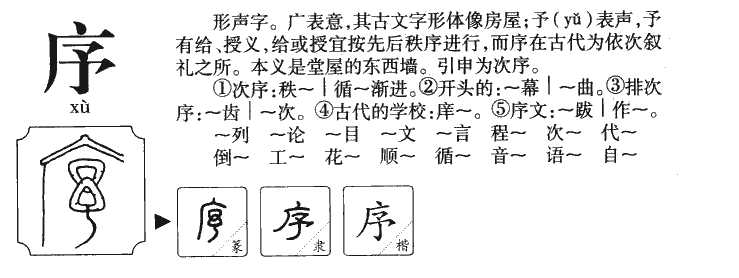 序
xù
形声字。广表意,其古文字形体像房屋;予(yǔ)表声,予
有给、授义,给或授宜按先后秩序进行,而序在古代为依次叙
礼之所。本义是堂屋的东西墙。引申为次序。
①次序:秩～｜循～渐进。②开头的:～幕｜～曲。③排次
序:～齿｜～次。④古代的学校:庠～。⑤序文:～跋｜作～。
～列 ～论 ～目 ～文 ～言 程～ 次～ 代～
倒～ 工～ 花～ 顺～ 循～ 音～ 语～ 自～
序 篆
序 隶
序 楷